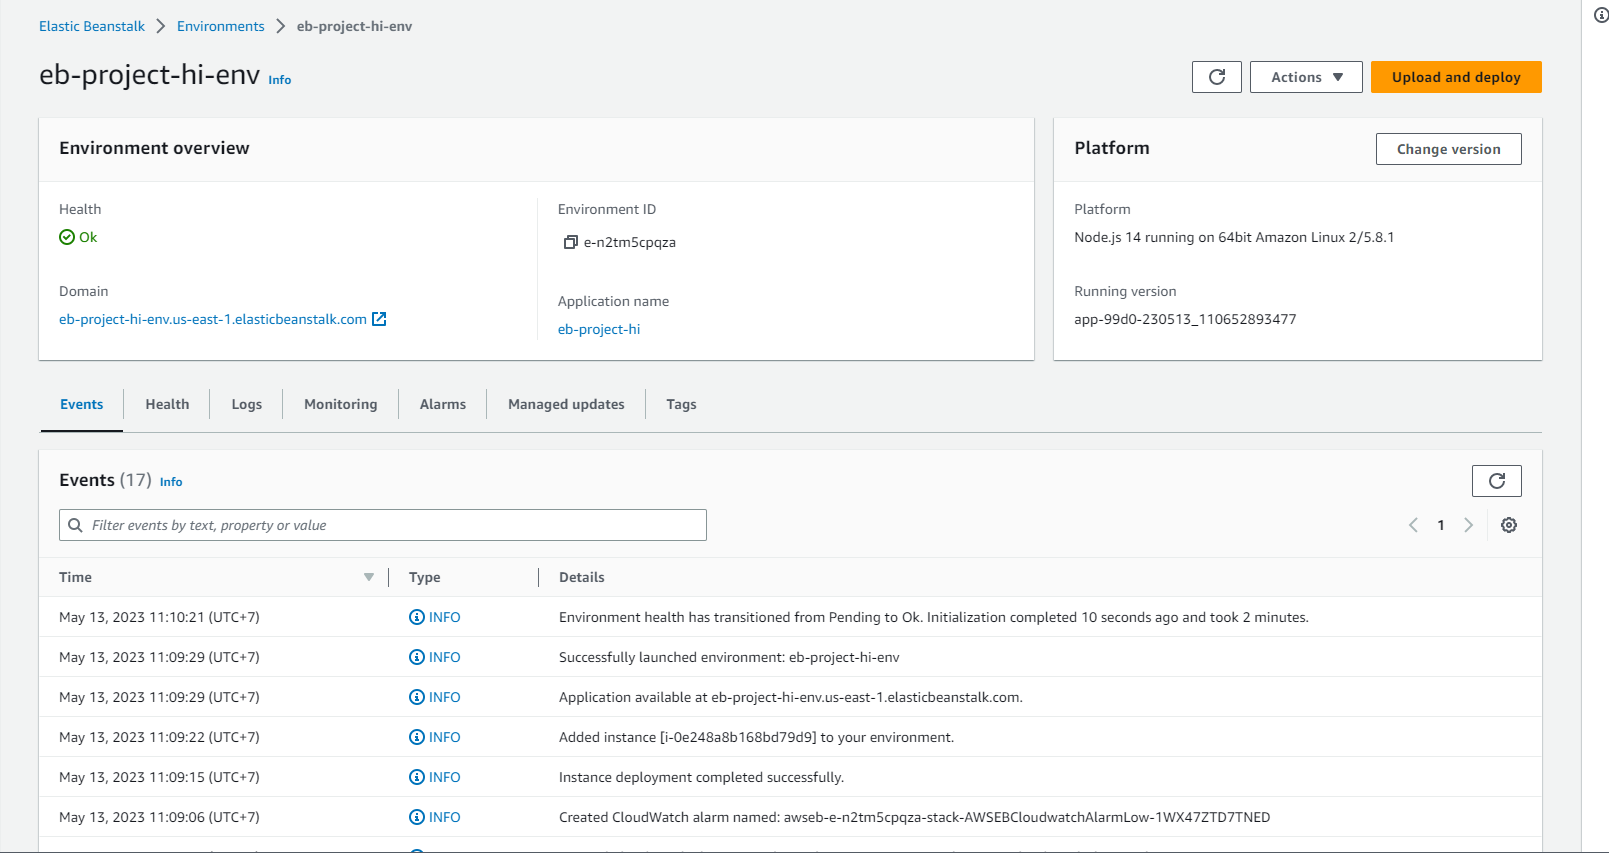 Elastic Beanstalk > Environments > eb-project-hi-env
eb-project-hi-env Info
Actions Upload and deploy
Environment overview
Health
Ok
Domain
eb-project-hi-env.us-east-1.elasticbeanstalk.com
Environment ID
e-n2tm5cpqza
Application name
eb-project-hi
Platform Change version
Platform
Node.js 14 running on 64bit Amazon Linux 2/5.8.1
Running version
app-99d0-230513_110652893477
Events Health Logs Monitoring Alarms Managed updates Tags
Events (17) Info
Filter events by text, property or value 1
Time Type Details
May 13, 2023 11:10:21 (UTC+7) INFO Environment health has transitioned from Pending to Ok. Initialization completed 10 seconds ago and took 2 minutes.
May 13, 2023 11:09:29 (UTC+7) INFO Successfully launched environment: eb-project-hi-env
May 13, 2023 11:09:29 (UTC+7) INFO Application available at eb-project-hi-env.us-east-1.elasticbeanstalk.com.
May 13, 2023 11:09:22 (UTC+7) INFO Added instance [i-0e248a8b168bd79d9] to your environment.
May 13, 2023 11:09:15 (UTC+7) INFO Instance deployment completed successfully.
May 13, 2023 11:09:06 (UTC+7) INFO Created CloudWatch alarm named: awseb-e-n2tm5cpqza-stack-AWSEBCloudwatchAlarmLow-1WX47ZTD7TNED